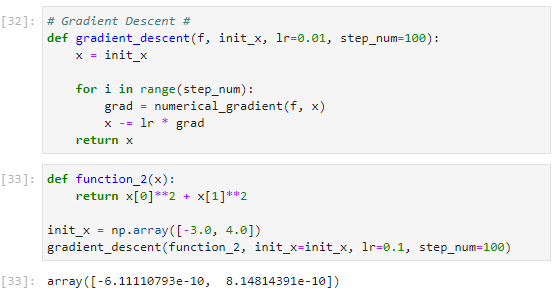 [32]: # Gradient Descent #
def gradient_descent(f, init_x, lr=0.01, step_num=100):
    x = init_x

    for i in range(step_num):
        grad = numerical_gradient(f, x)
        x -= lr * grad
    return x
[33]: def function_2(x):
    return x[0]**2 + x[1]**2

init_x = np.array([-3.0, 4.0])
gradient_descent(function_2, init_x=init_x, lr=0.1, step_num=100)
[33]: array([-6.11110793e-10,  8.14814391e-10])